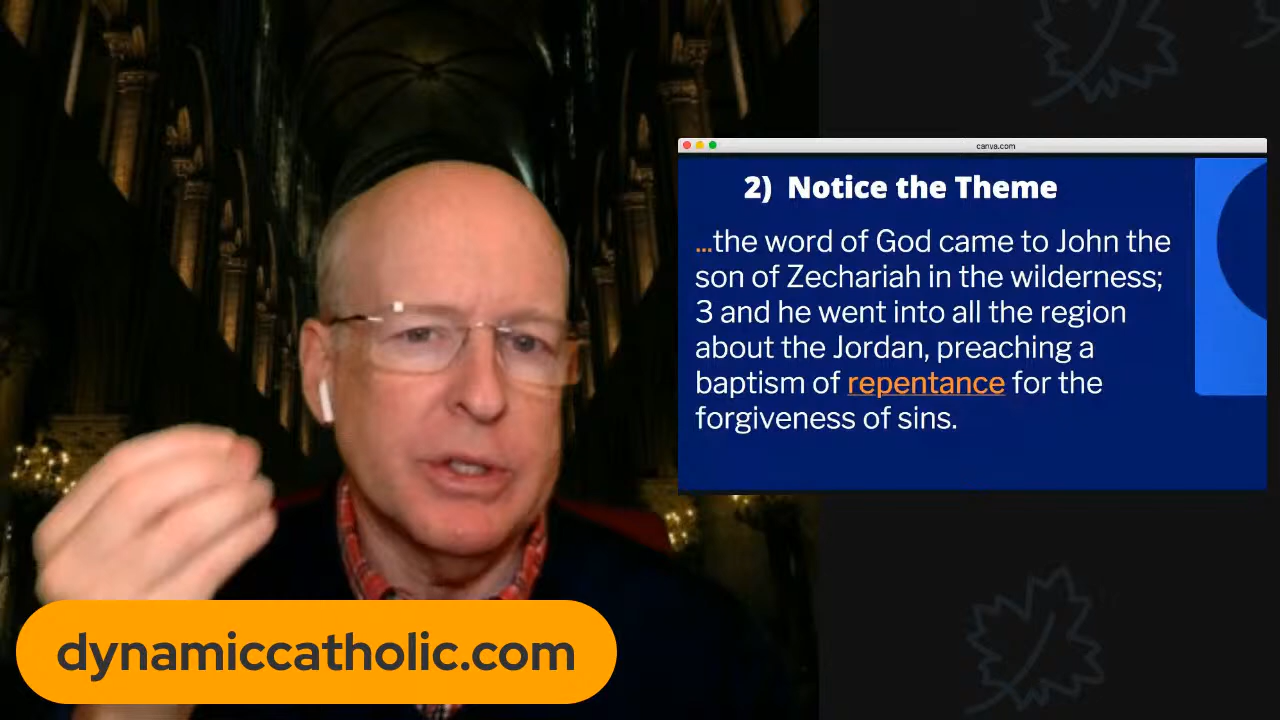 canva.com
2) Notice the Theme
...the word of God came to John the
son of Zechariah in the wilderness;
3 and he went into all the region
about the Jordan, preaching a
baptism of repentance for the
forgiveness of sins.
dynamiccatholic.com